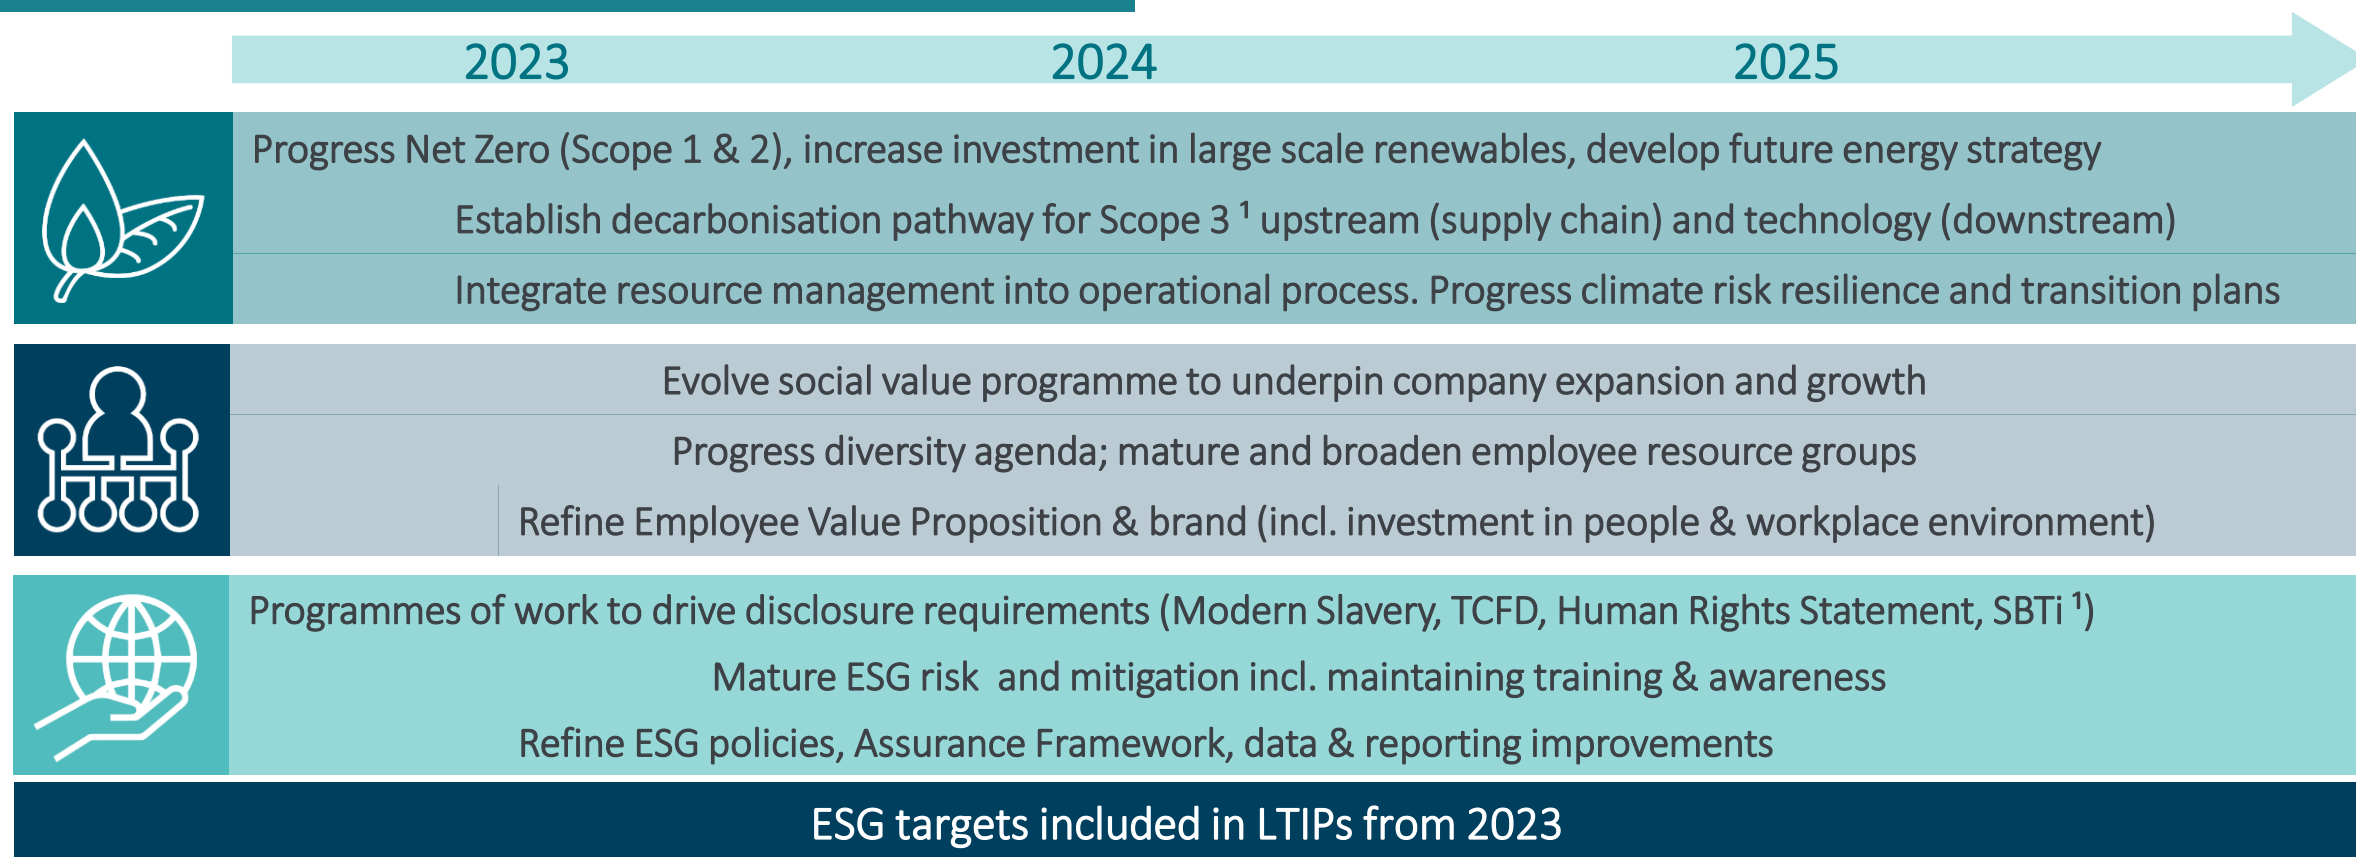 2023 2024 2025
Progress Net Zero (Scope 1 & 2), increase investment in large scale renewables, develop future energy strategy
Establish decarbonisation pathway for Scope 3 ¹ upstream (supply chain) and technology (downstream)
Integrate resource management into operational process. Progress climate risk resilience and transition plans
Evolve social value programme to underpin company expansion and growth
Progress diversity agenda; mature and broaden employee resource groups
Refine Employee Value Proposition & brand (incl. investment in people & workplace environment)
Programmes of work to drive disclosure requirements (Modern Slavery, TCFD, Human Rights Statement, SBTi ¹)
Mature ESG risk  and mitigation incl. maintaining training & awareness
Refine ESG policies, Assurance Framework, data & reporting improvements
ESG targets included in LTIPs from 2023